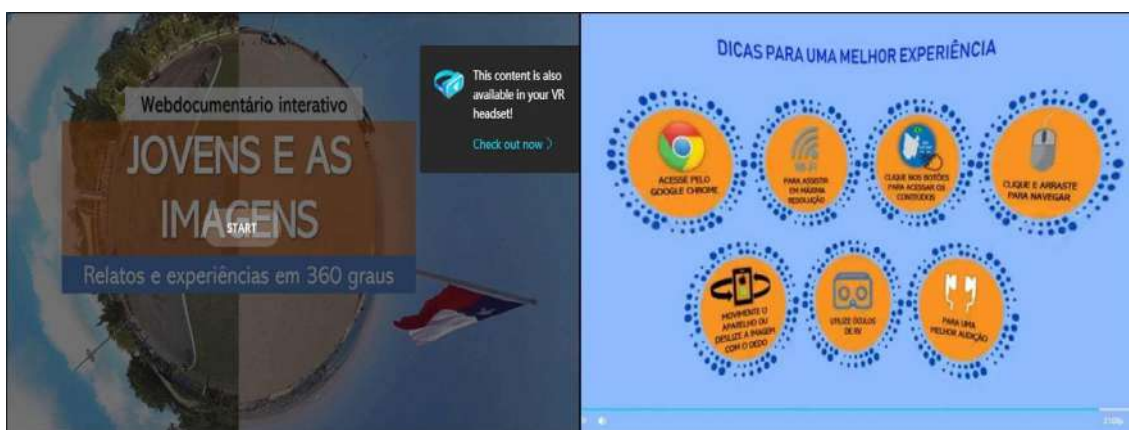 Webdocumentário interativo
JOVENS E AS
IMAGENS
START
Relatos e experiências em 360 graus
This content is also
available in your VR
headset!
Check out now
DICAS PARA UMA MELHOR EXPERIÊNCIA
ACESSE PELO
GOOGLE CHROME
WI-FI
PARA ASSISTIR
EM MÁXIMA
RESOLUÇÃO
CLIQUE NOS BOTÕES
PARA ACESSAR OS
CONTEÚDOS
CLIQUE E ARRASTE
PARA NAVEGAR
MOVIMENTE O
APARELHO OU
DESLIZE A IMAGEM
COM O DEDO
UTILIZE ÓCULOS
DE RV
PARA UMA
MELHOR AUDIÇÃO